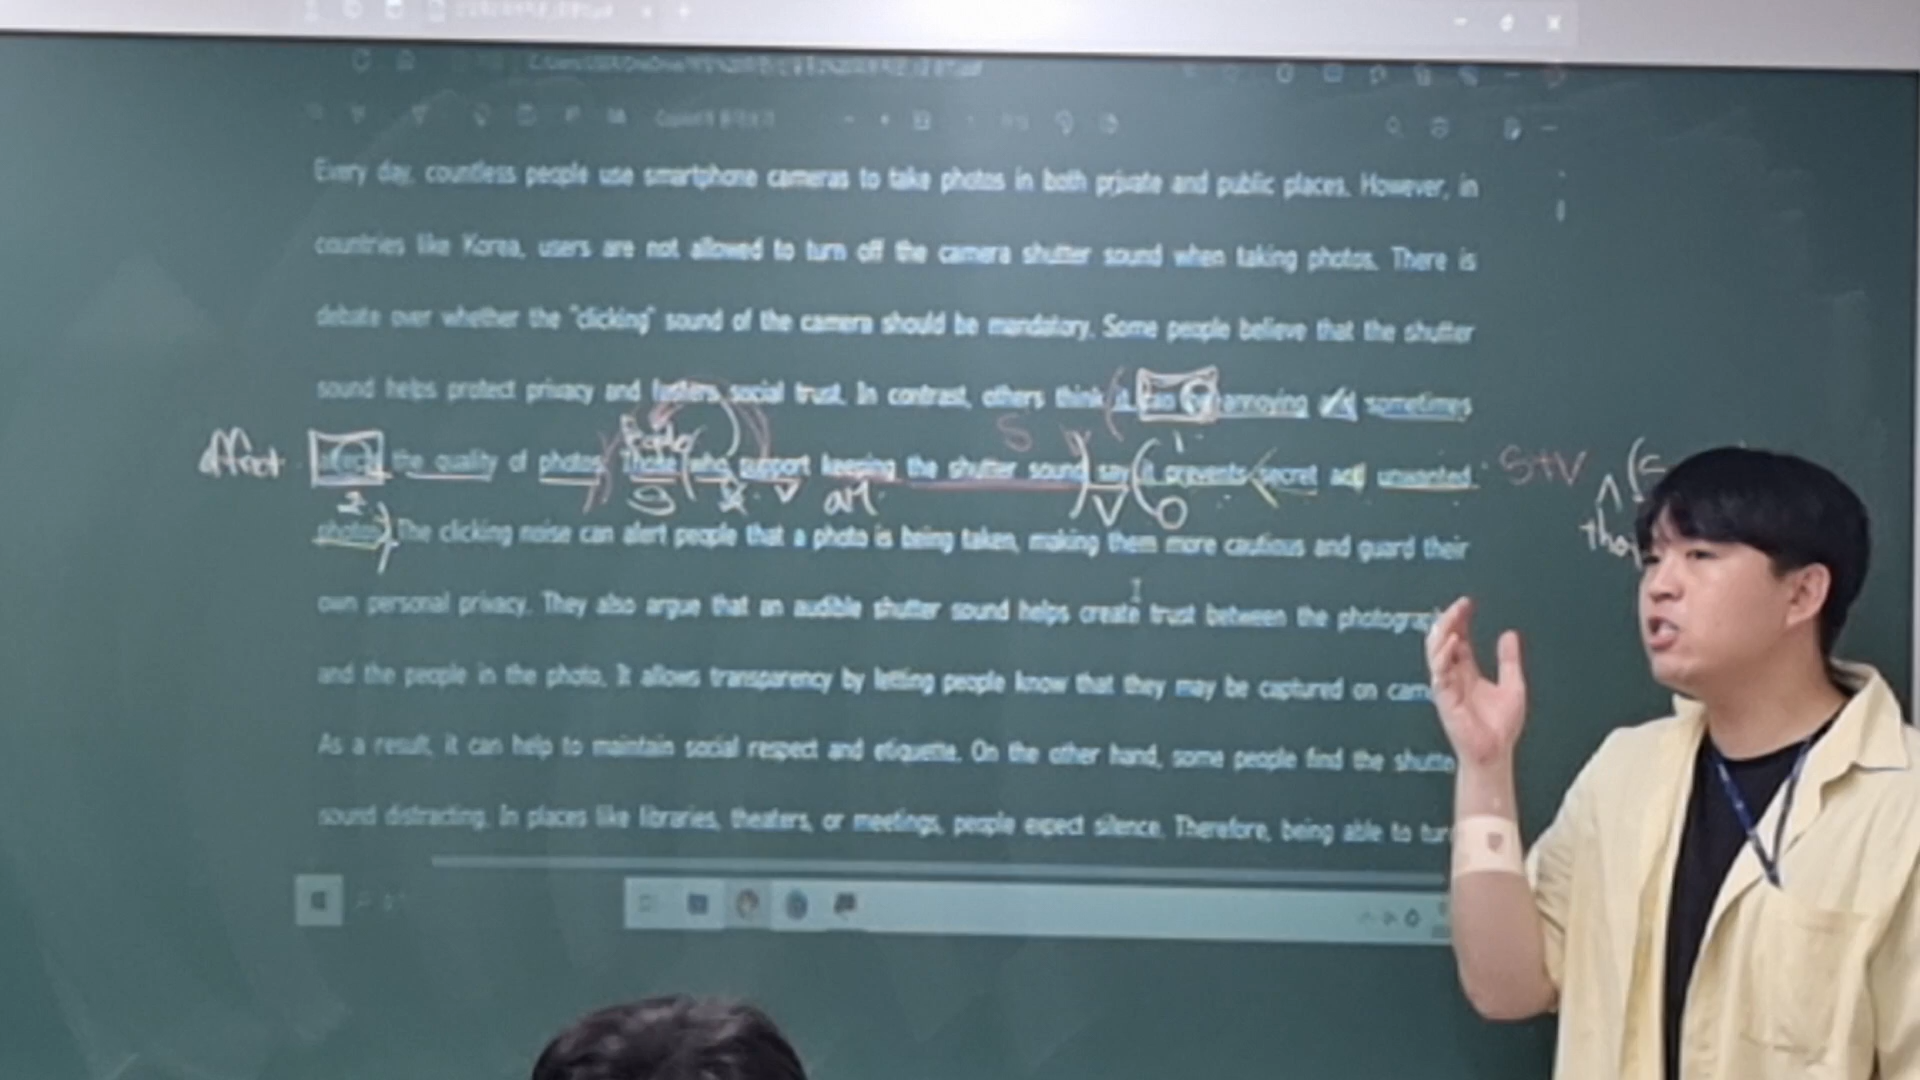 Every day, countless people use smartphone cameras to take photos in both private and public places. However, in
countries like Korea, users are not allowed to turn off the camera shutter sound when taking photos. There is
debate over whether the "clicking" sound of the camera should be mandatory. Some people believe that the shutter
sound helps protect privacy and fosters social trust. In contrast, others think it can be annoying and sometimes
S
affect
the quality of photos. Those who support keeping the shutter sound say it prevents secret and unwanted
S+V
2
S
V
V
O
photos. The clicking noise can alert people that a photo is being taken, making them more cautious and guard their
own personal privacy. They also argue that an audible shutter sound helps create trust between the
and the people in the photo. It allows transparency by letting people know that they may be captured on
As a result, it can help to maintain social respect and etiquette. On the other hand, some people find the
sound distracting. In places like libraries, theaters, or meetings, people expect silence. Therefore, being able to